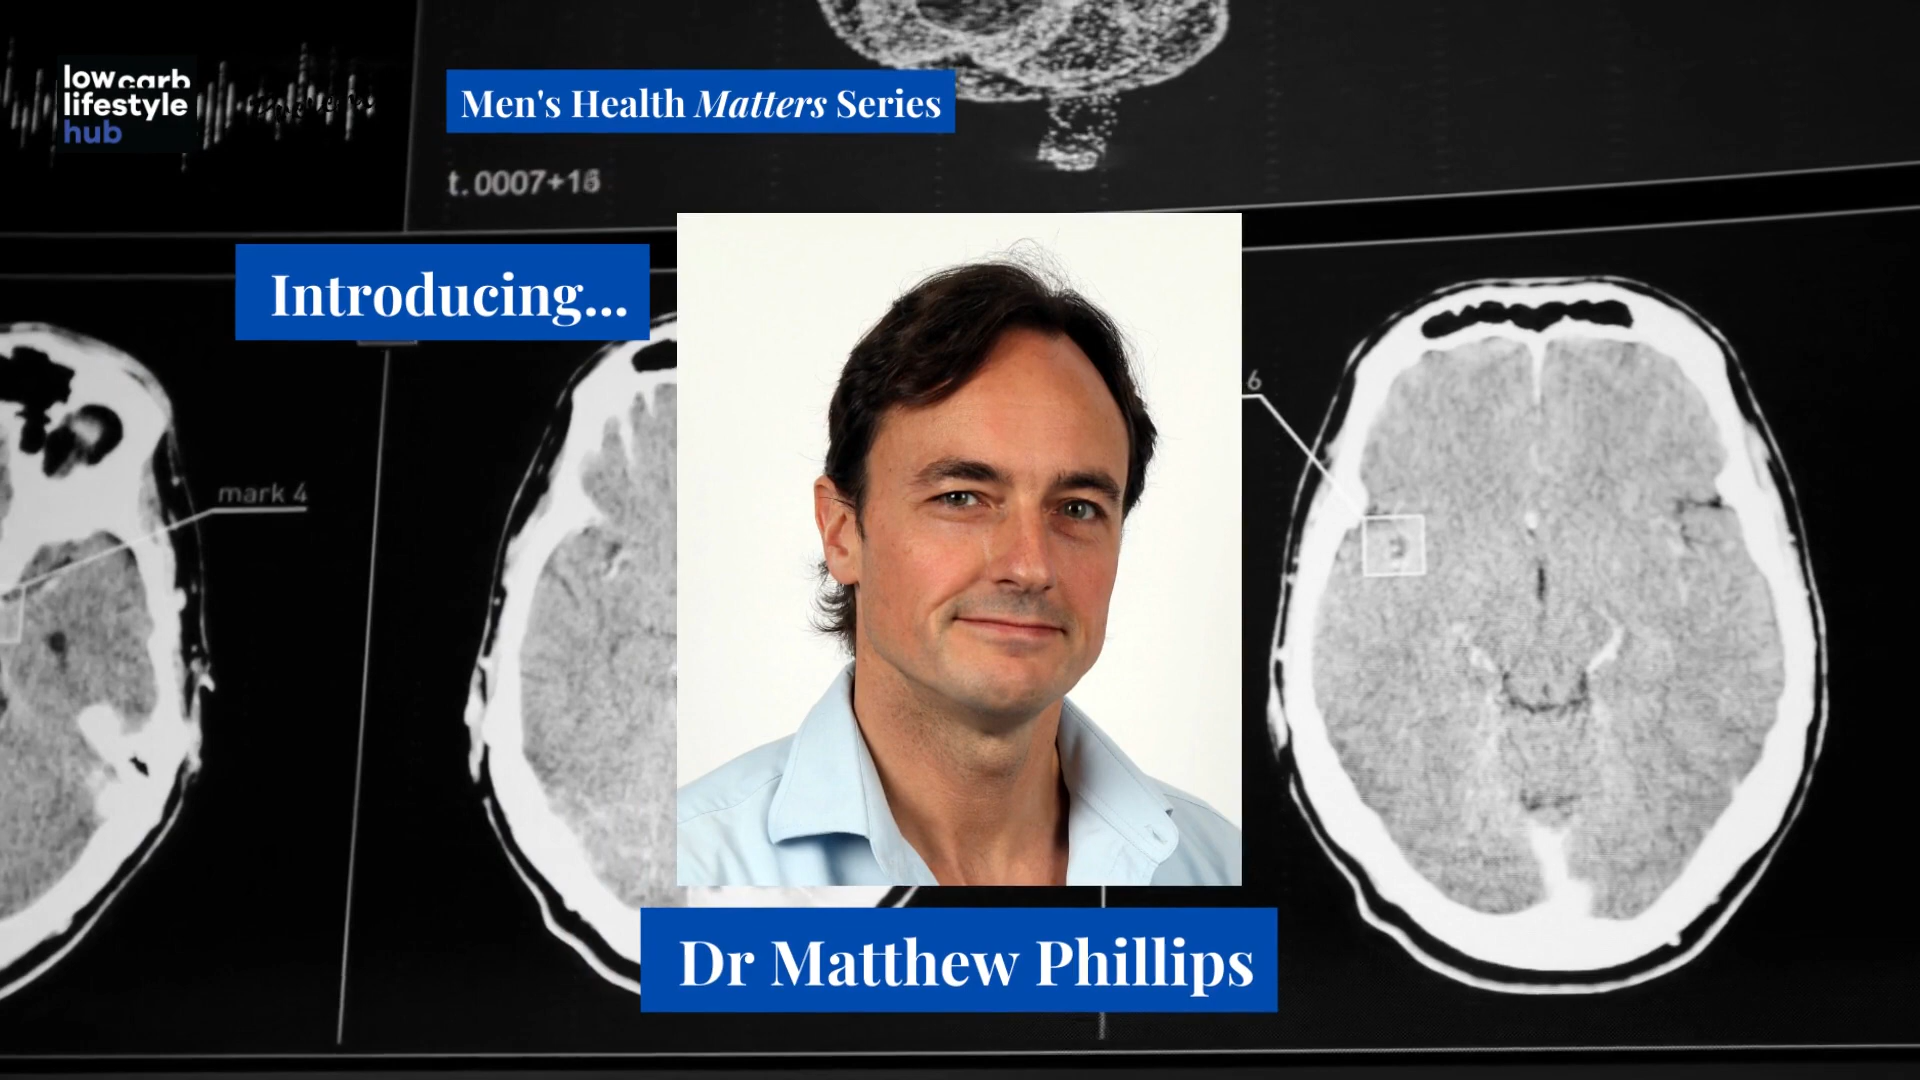 low carb
lifestyle
hub
Men's Health Matters Series
t. 0007+16
Introducing...
6
mark 4
Dr Matthew Phillips